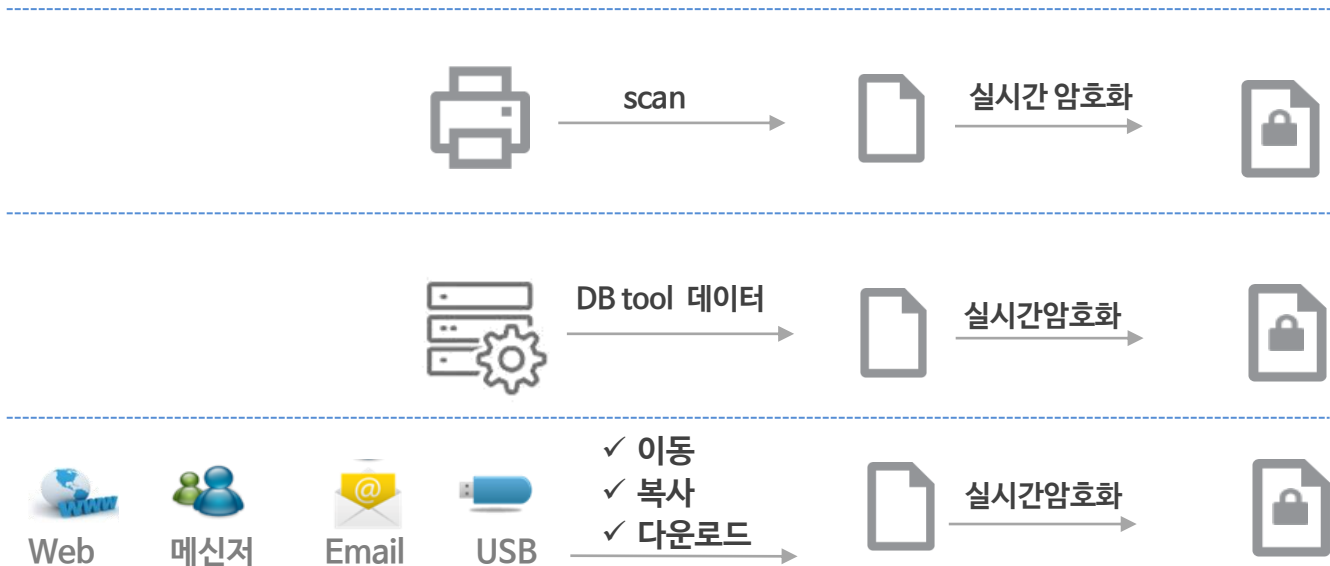 scan
실시간 암호화
DB tool 데이터
실시간암호화
✓ 이동
✓ 복사
✓ 다운로드
실시간암호화
www
@
Web
메신저
Email
USB